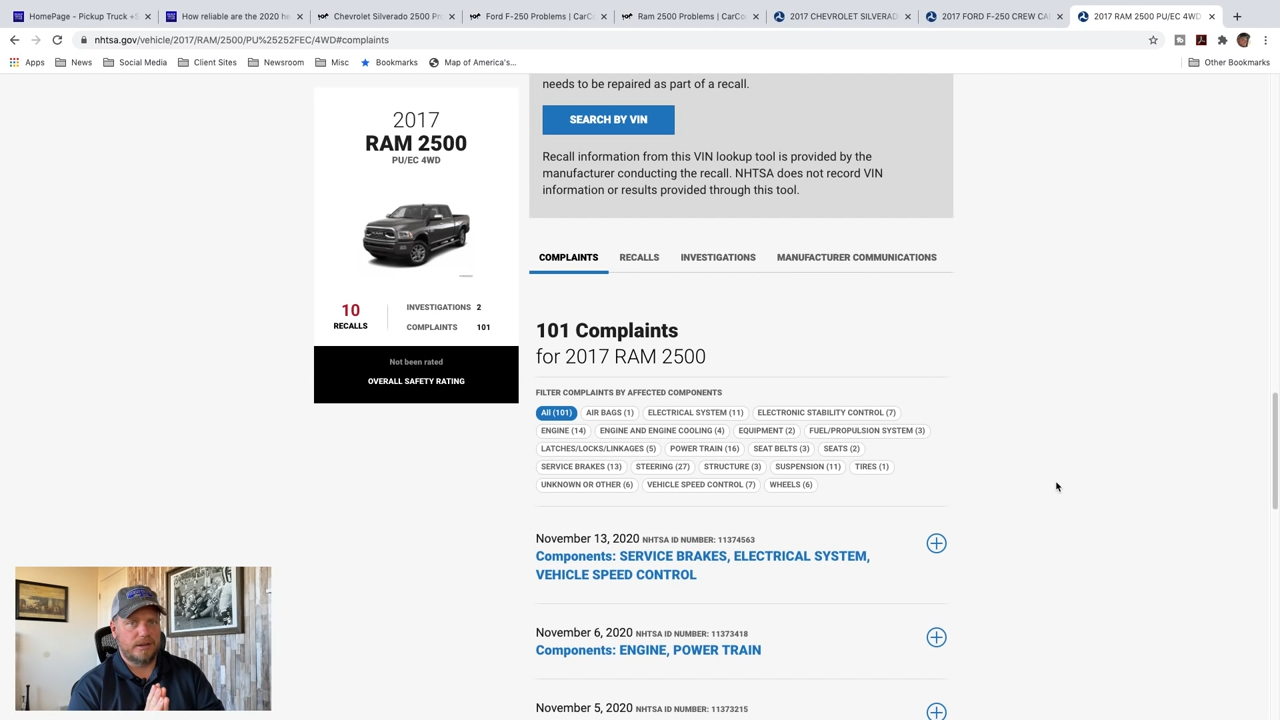 HomePage - Pickup Truck +S
How reliable are the 2020 he
Chevrolet Silverado 2500 Pr
Ford F-250 Problems | CarCo
Ram 2500 Problems | CarCo
2017 CHEVROLET SILVERAD
2017 FORD F-250 CREW CA
2017 RAM 2500 PU/EC 4WD
nhtsa.gov/vehicle/2017/RAM/2500/PU%25252FEC/4WD#complaints
Apps
News
Social Media
Client Sites
Newsroom
Misc
Bookmarks
Map of America's...
Other Bookmarks
needs to be repaired as part of a recall.
SEARCH BY VIN
Recall information from this VIN lookup tool is provided by the
manufacturer conducting the recall. NHTSA does not record VIN
information or results provided through this tool.
2017
RAM 2500
PU/EC 4WD
10
RECALLS
INVESTIGATIONS 2
COMPLAINTS 101
Not been rated
OVERALL SAFETY RATING
COMPLAINTS RECALLS INVESTIGATIONS MANUFACTURER COMMUNICATIONS
101 Complaints
for 2017 RAM 2500
FILTER COMPLAINTS BY AFFECTED COMPONENTS
All (101) AIR BAGS (1) ELECTRICAL SYSTEM (11) ELECTRONIC STABILITY CONTROL (7)
ENGINE (14) ENGINE AND ENGINE COOLING (4) EQUIPMENT (2) FUEL/PROPULSION SYSTEM (3)
LATCHES/LOCKS/LINKAGES (5) POWER TRAIN (16) SEAT BELTS (3) SEATS (2)
SERVICE BRAKES (13) STEERING (27) STRUCTURE (3) SUSPENSION (11) TIRES (1)
UNKNOWN OR OTHER (6) VEHICLE SPEED CONTROL (7) WHEELS (6)
November 13, 2020 NHTSA ID NUMBER: 11374563
Components: SERVICE BRAKES, ELECTRICAL SYSTEM,
VEHICLE SPEED CONTROL
November 6, 2020 NHTSA ID NUMBER: 11373418
Components: ENGINE, POWER TRAIN
November 5, 2020 NHTSA ID NUMBER: 11373215